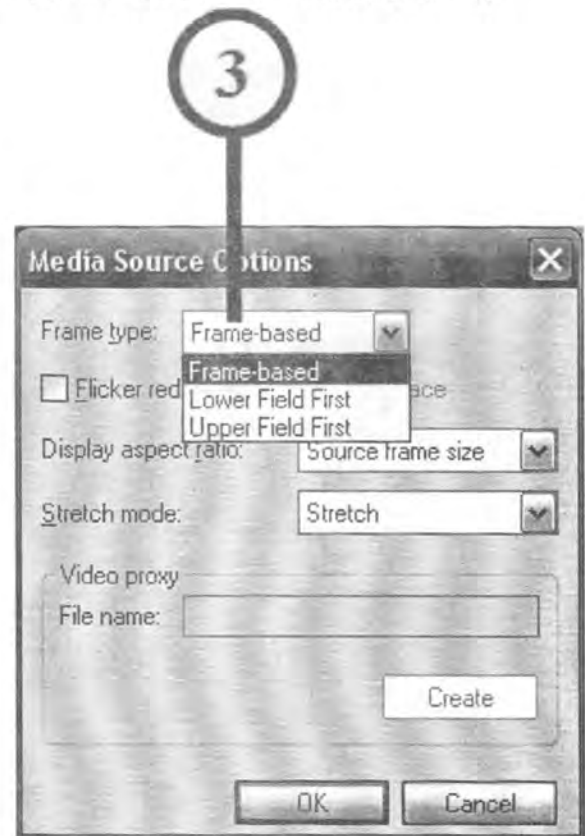 3
Media Source Options
Frame type: Frame-based
Frame-based
Flicker red ace
Lower Field First
Upper Field First
Display aspect ratio: Source frame size
Stretch mode: Stretch
Video proxy
File name:
Create
OK Cancel